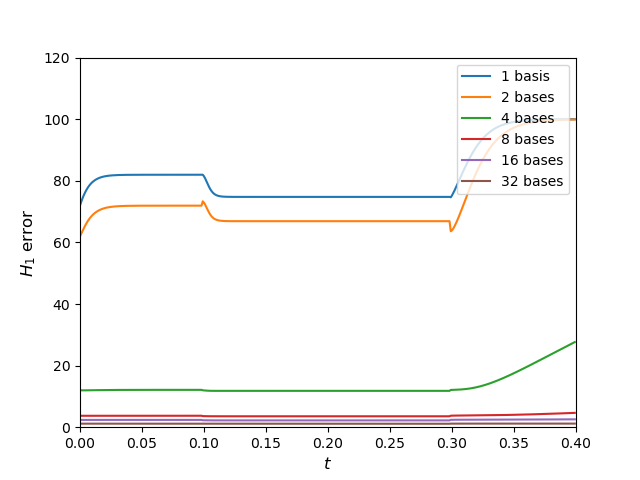 120
100
80
60
40
20
0
H1 error
0.00 0.05 0.10 0.15 0.20 0.25 0.30 0.35 0.40
t
1 basis
2 bases
4 bases
8 bases
16 bases
32 bases